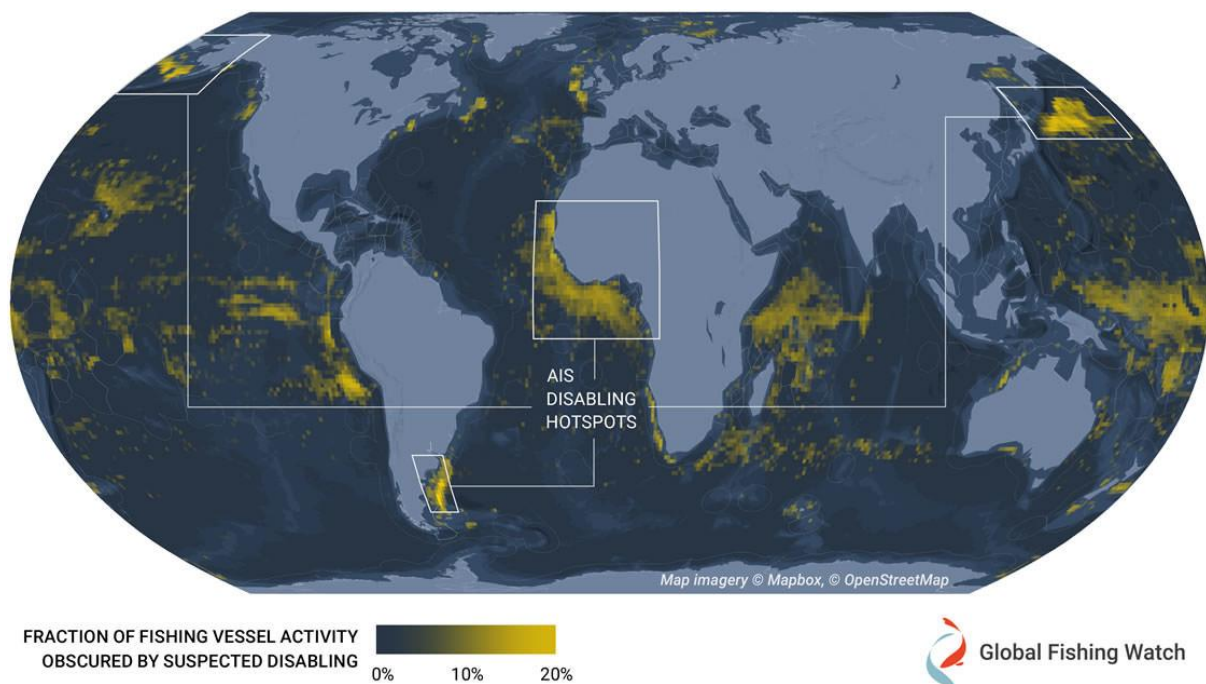 AIS
DISABLING
HOTSPOTS
Map imagery © Mapbox, © OpenStreetMap
FRACTION OF FISHING VESSEL ACTIVITY
OBSCURED BY SUSPECTED DISABLING
0% 10% 20%
Global Fishing Watch